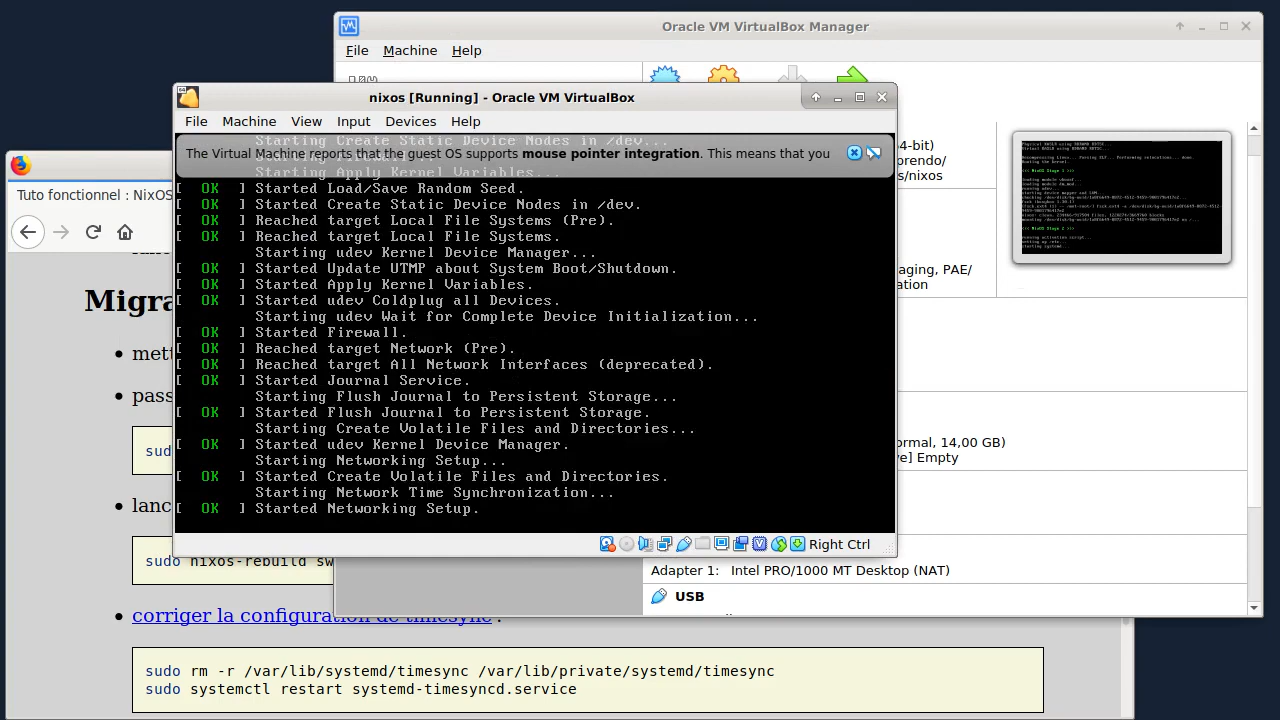 Oracle VM VirtualBox Manager
File Machine Help
nixos [Running] - Oracle VM VirtualBox
File Machine View Input Devices Help
Starting Create Static Device Nodes in /dev...
The Virtual Machine reports that the guest OS supports mouse pointer integration. This means that you
Starting Apply Kernel Variables...
[ OK ] Started Load/Save Random Seed.
[ OK ] Started Create Static Device Nodes in /dev.
[ OK ] Reached target Local File Systems (Pre).
[ OK ] Reached target Local File Systems.
Starting udev Kernel Device Manager...
[ OK ] Started Update UTMP about System Boot/Shutdown.
[ OK ] Started Apply Kernel Variables.
[ OK ] Started udev Coldplug all Devices.
Starting udev Wait for Complete Device Initialization...
[ OK ] Started Firewall.
[ OK ] Reached target Network (Pre).
[ OK ] Reached target All Network Interfaces (deprecated).
[ OK ] Started Journal Service.
Starting Flush Journal to Persistent Storage...
[ OK ] Started Flush Journal to Persistent Storage.
Starting Create Volatile Files and Directories...
[ OK ] Started udev Kernel Device Manager.
Starting Networking Setup...
[ OK ] Started Create Volatile Files and Directories.
Starting Network Time Synchronization...
[ OK ] Started Networking Setup.
Right Ctrl
4-bit)
orendo/
s/nixos
aging, PAE/
ation
ormal, 14,00 GB)
ve] Empty
Adapter 1: Intel PRO/1000 MT Desktop (NAT)
USB
Tuto fonctionnel : NixOS
Migra
mett
pass
sudo
lanc
sudo nixos-rebuild sw
corriger la configuration de timesync :
sudo rm -r /var/lib/systemd/timesync /var/lib/private/systemd/timesync
sudo systemctl restart systemd-timesyncd.service